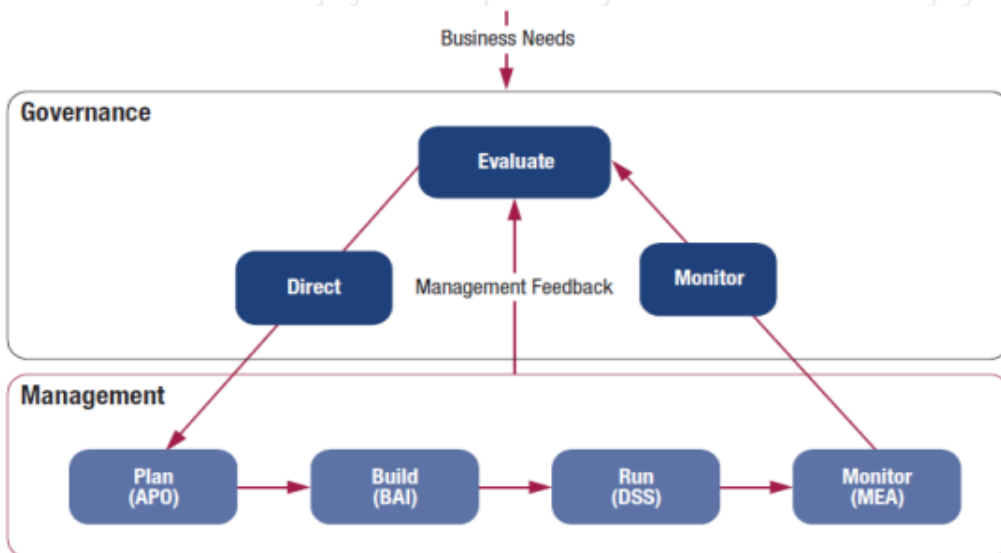 Business Needs
Governance
Evaluate
Direct
Management Feedback
Monitor
Management
Plan
(APO)
Build
(BAI)
Run
(DSS)
Monitor
(MEA)